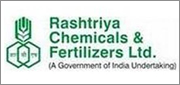 Rashtriya
Chemicals &
Fertilizers Ltd.
(A Government of India Undertaking)